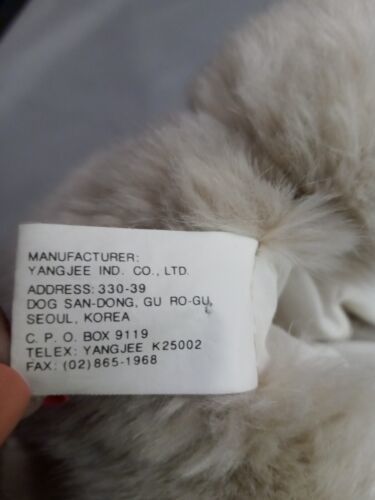 MANUFACTURER:
YANGJEE IND. CO., LTD.
ADDRESS: 330-39
DOG SAN-DONG, GU RO-GU,
SEOUL, KOREA
C. P. O. BOX 9119
TELEX: YANGJEE K25002
FAX: (02)865-1968